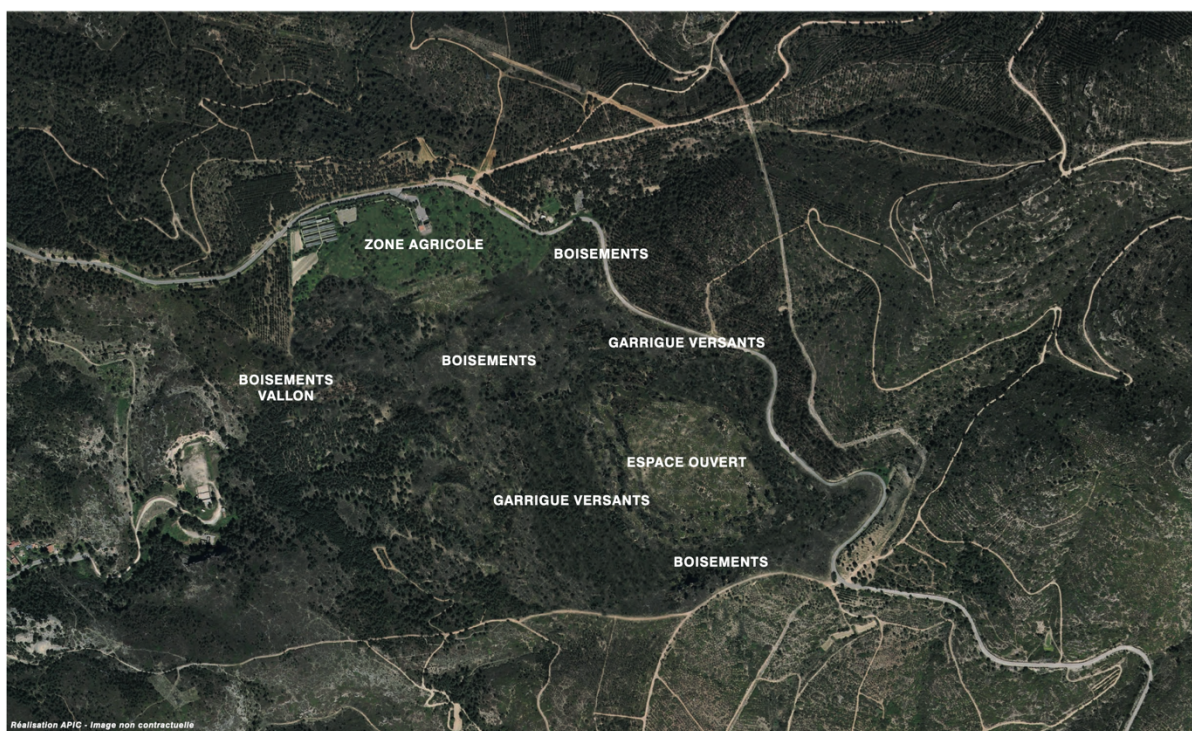 ZONE AGRICOLE
BOISEMENTS
GARRIGUE VERSANTS
BOISEMENTS
BOISEMENTS
VALLON
ESPACE OUVERT
GARRIGUE VERSANTS
BOISEMENTS
Réalisation APIC - Image non contractuelle